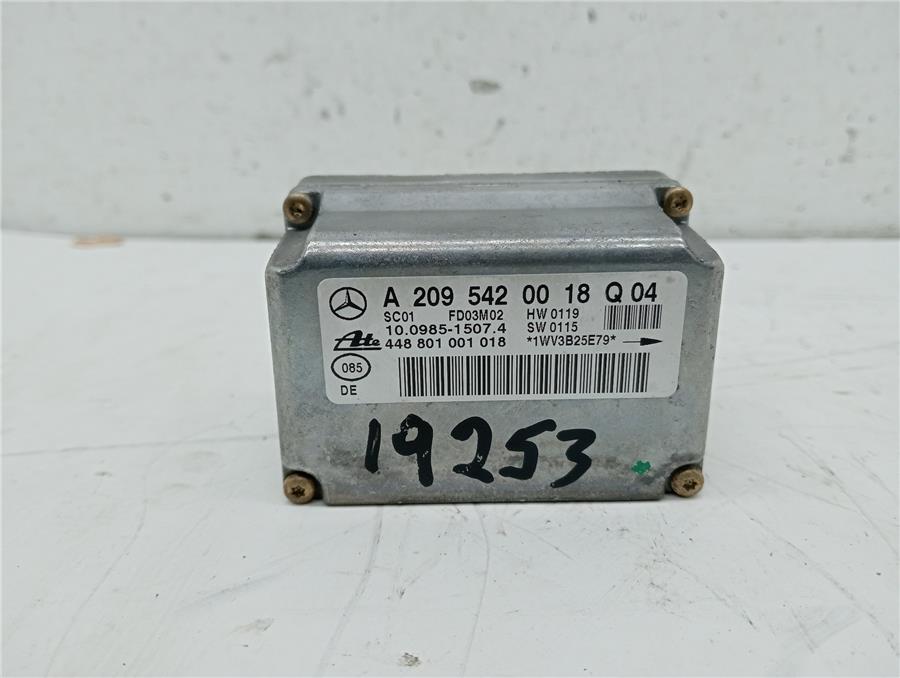 A 209 542 00 18 Q 04
SC01 FD03M02 HW 0119
10.0985-1507.4 SW 0115
Ate 448 801 001 018 *1WV3B25E79*
085
DE
19253